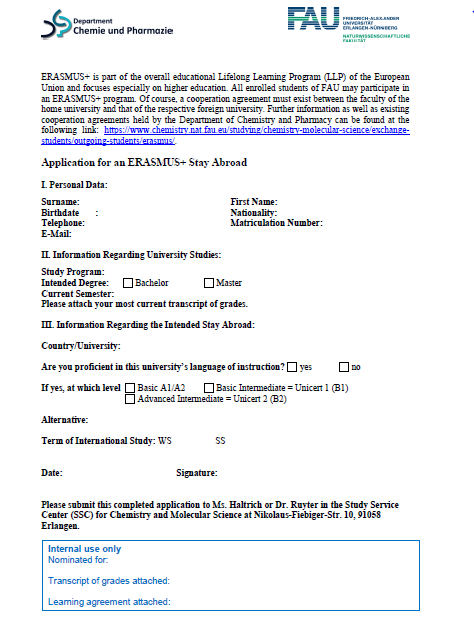 Department
Chemie und Pharmazie
FAU
FRIEDRICH-ALEXANDER
UNIVERSITÄT
ERLANGEN-NÜRNBERG
NATURWISSENSCHAFTLICHE
FAKULTÄT
ERASMUS+ is part of the overall educational Lifelong Learning Program (LLP) of the European
Union and focuses especially on higher education. All enrolled students of FAU may participate
in an ERASMUS+ program. Of course, a cooperation agreement must exist between the faculty of the
home university and that of the respective foreign university. Further information as well as existing
cooperation agreements held by the Department of Chemistry and Pharmacy can be found at the
following link: https://www.chemistry.nat.fau.eu/studying/chemistry-molecular-science/exchange-
students/outgoing-students/erasmus/.
Application for an ERASMUS+ Stay Abroad
I. Personal Data:
Surname: First Name:
Birthdate : Nationality:
Telephone: Matriculation Number:
E-Mail:
II. Information Regarding University Studies:
Study Program:
Intended Degree: Bachelor Master
Current Semester:
Please attach your most current transcript of grades.
III. Information Regarding the Intended Stay Abroad:
Country/University:
Are you proficient in this university's language of instruction? yes no
If yes, at which level Basic A1/A2 Basic Intermediate = Unicert 1 (B1)
Advanced Intermediate = Unicert 2 (B2)
Alternative:
Term of International Study: WS SS
Date: Signature:
Please submit this completed application to Ms. Haltrich or Dr. Ruyter in the Study Service
Center (SSC) for Chemistry and Molecular Science at Nikolaus-Fiebiger-Str. 10, 91058
Erlangen.
Internal use only
Nominated for:
Transcript of grades attached:
Learning agreement attached: